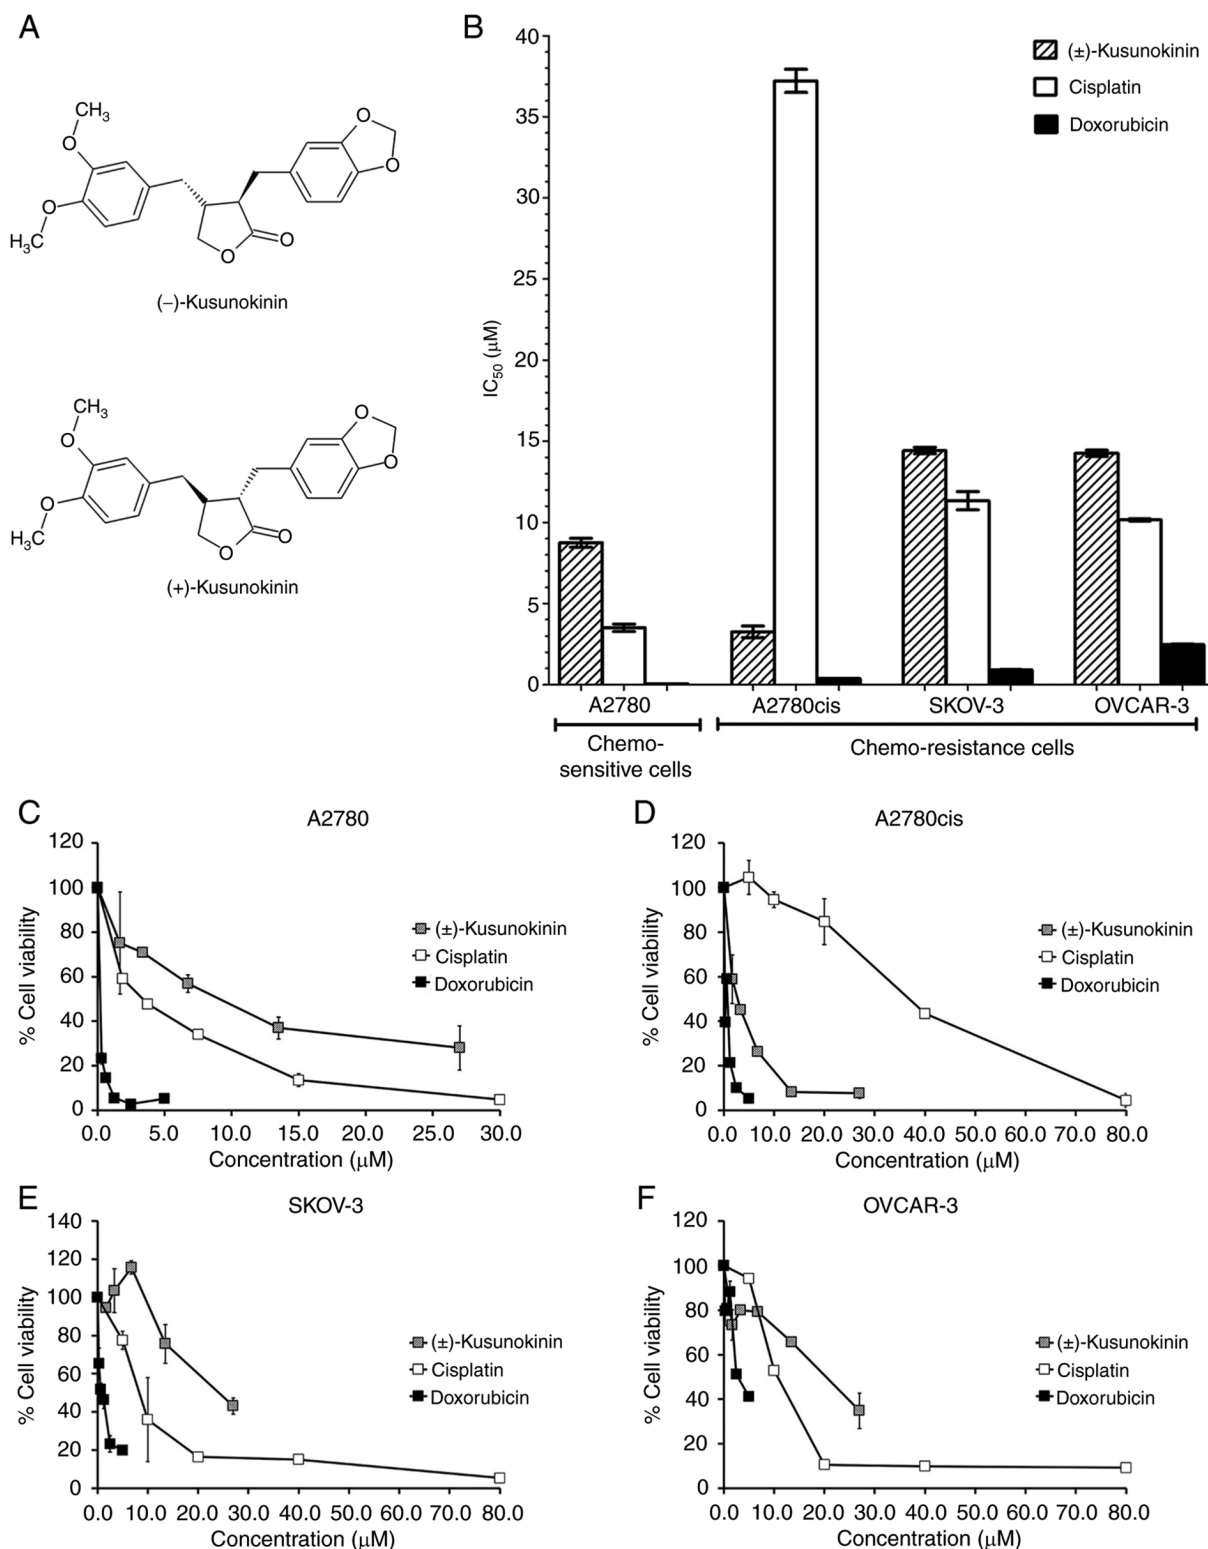 A
CH₃
O
O
H₃C
O
O
O
O
(–)-Kusunokinin
CH₃
O
O
H₃C
O
O
O
O
(+)-Kusunokinin
B
40
35
30
25
20
15
10
5
0
IC₅₀ (μM)
(±)-Kusunokinin
Cisplatin
Doxorubicin
A2780
A2780cis
SKOV-3
OVCAR-3
Chemo-
sensitive cells
Chemo-resistance cells
C
A2780
120
100
80
60
40
20
0
% Cell viability
(±)-Kusunokinin
Cisplatin
Doxorubicin
0.0 5.0 10.0 15.0 20.0 25.0 30.0
Concentration (μM)
D
A2780cis
120
100
80
60
40
20
0
% Cell viability
(±)-Kusunokinin
Cisplatin
Doxorubicin
0.0 10.0 20.0 30.0 40.0 50.0 60.0 70.0 80.0
Concentration (μM)
E
SKOV-3
140
120
100
80
60
40
20
0
% Cell viability
(±)-Kusunokinin
Cisplatin
Doxorubicin
0.0 10.0 20.0 30.0 40.0 50.0 60.0 70.0 80.0
Concentration (μM)
F
OVCAR-3
120
100
80
60
40
20
0
% Cell viability
(±)-Kusunokinin
Cisplatin
Doxorubicin
0.0 10.0 20.0 30.0 40.0 50.0 60.0 70.0 80.0
Concentration (μM)